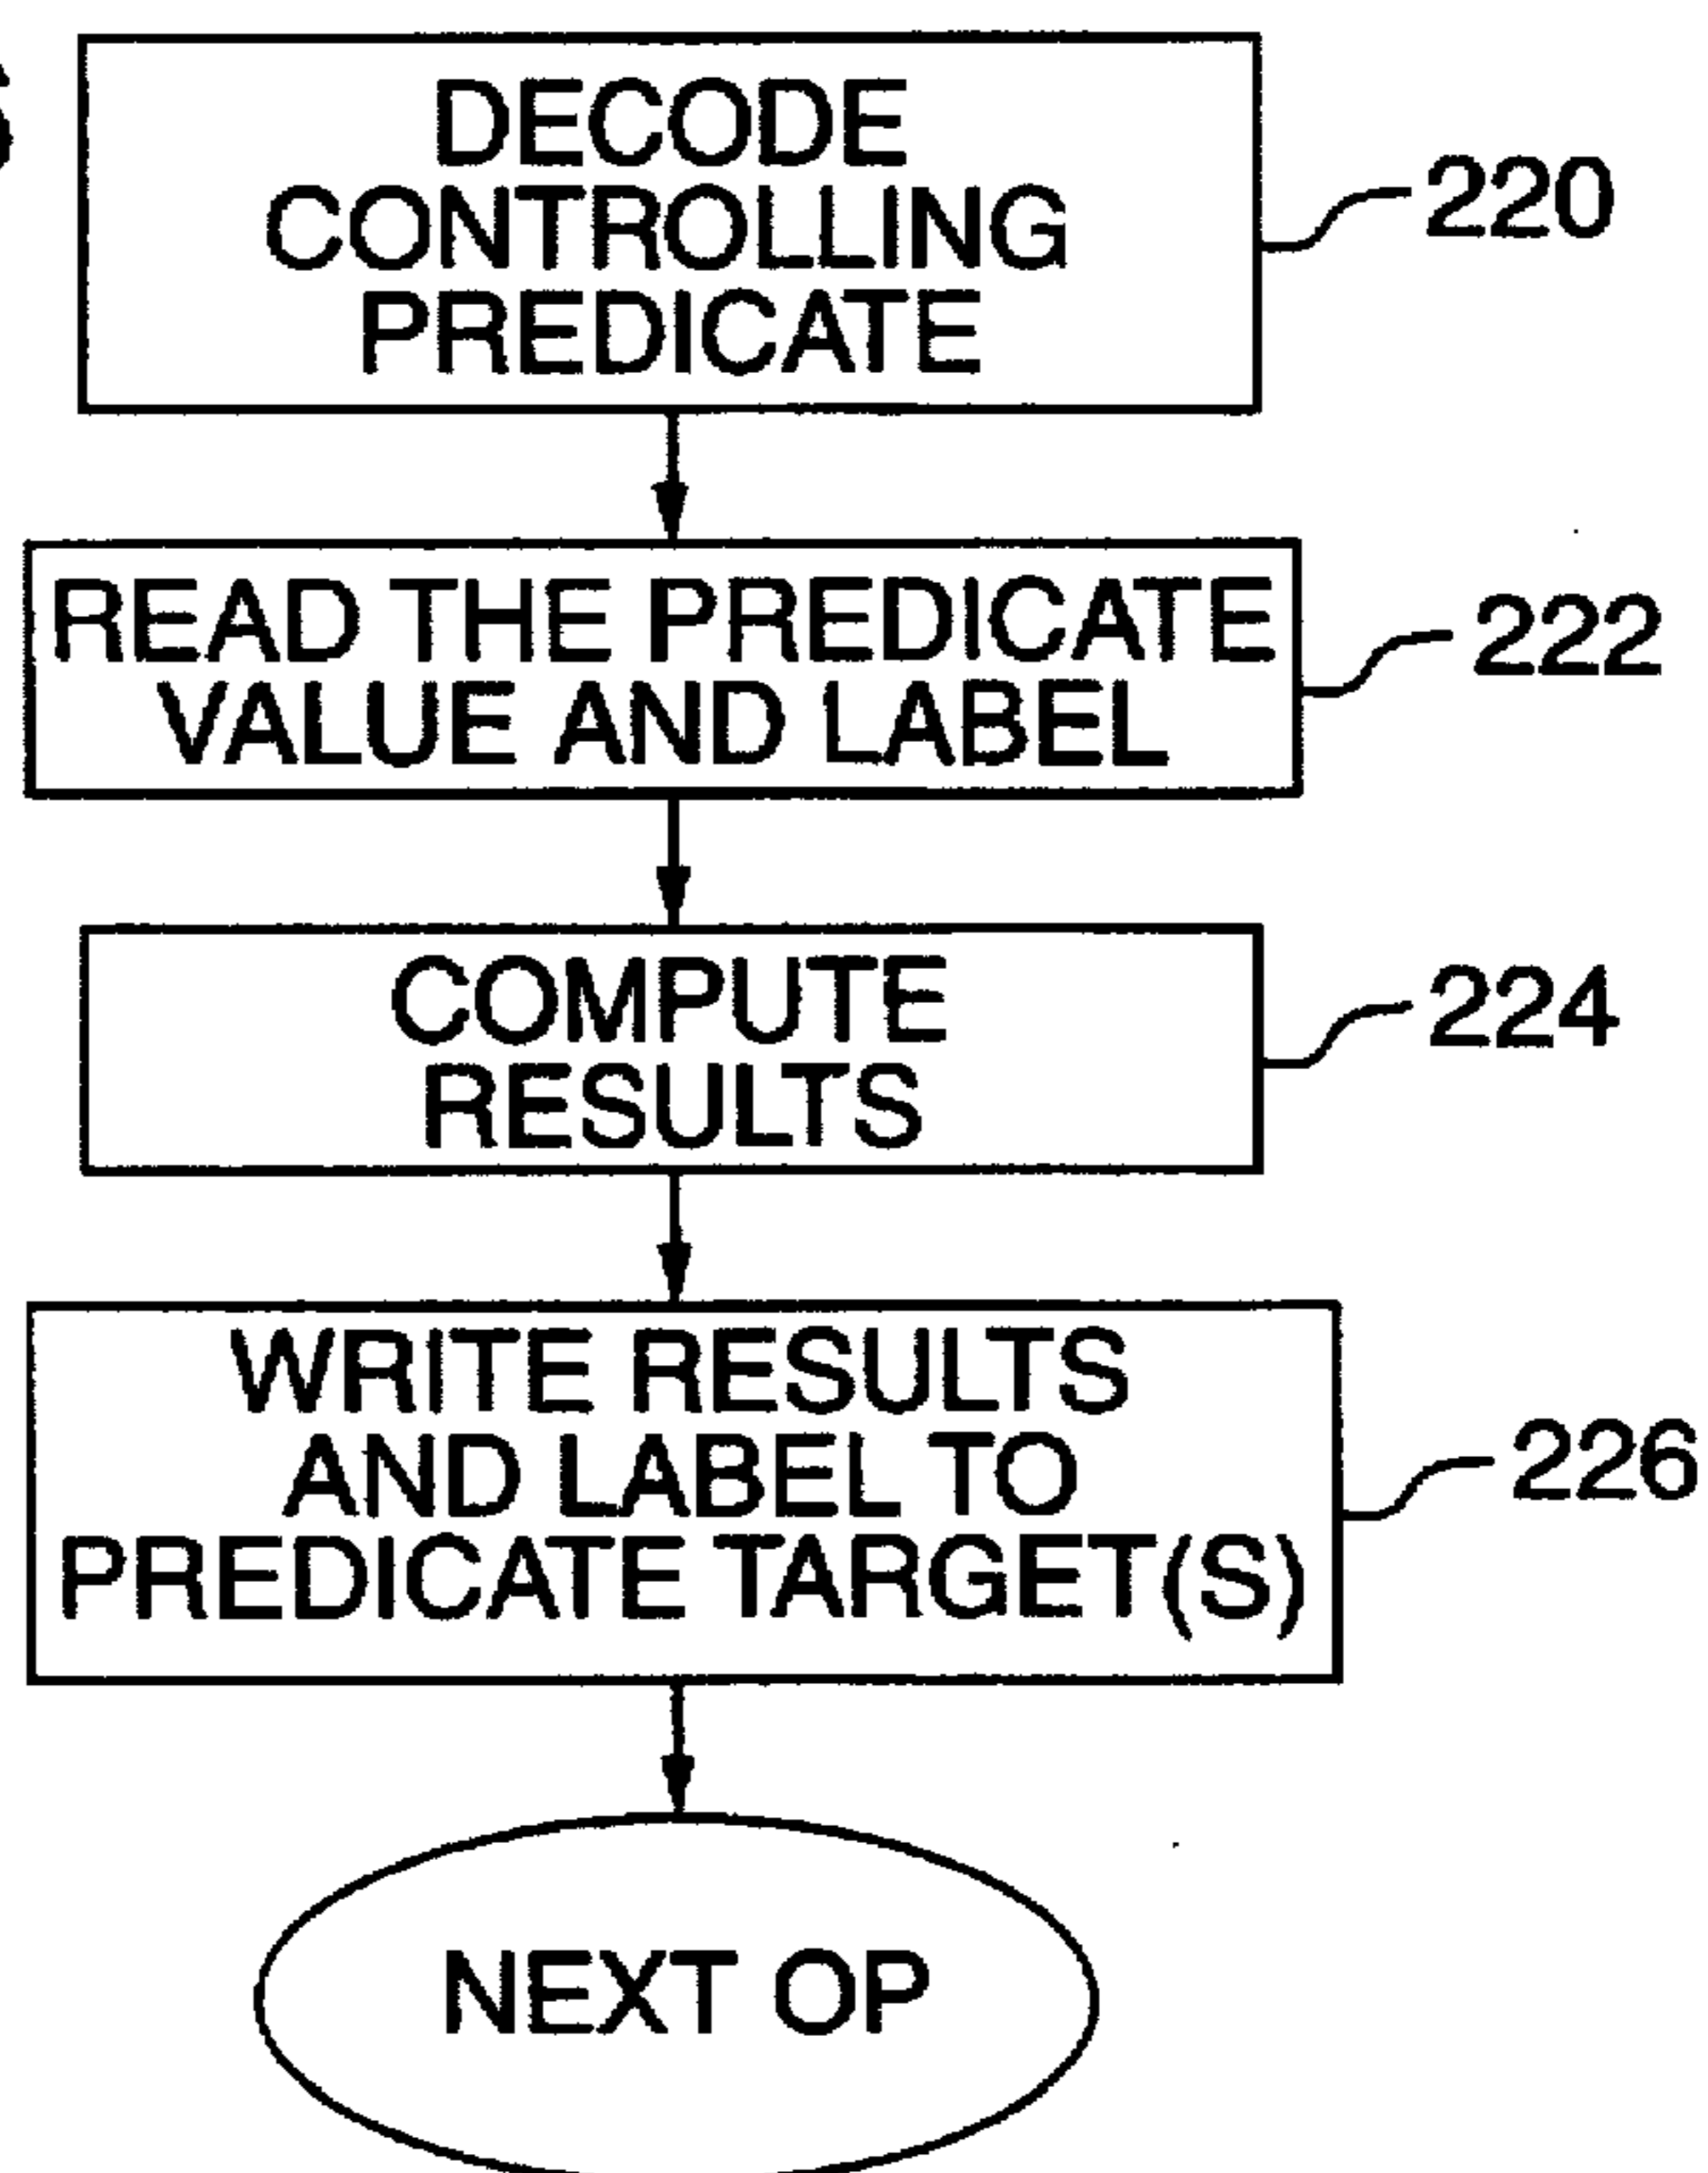 DECODE
CONTROLLING
PREDICATE
220
READ THE PREDICATE
VALUE AND LABEL
222
COMPUTE
RESULTS
224
WRITE RESULTS
AND LABEL TO
PREDICATE TARGET(S)
226
NEXT OP